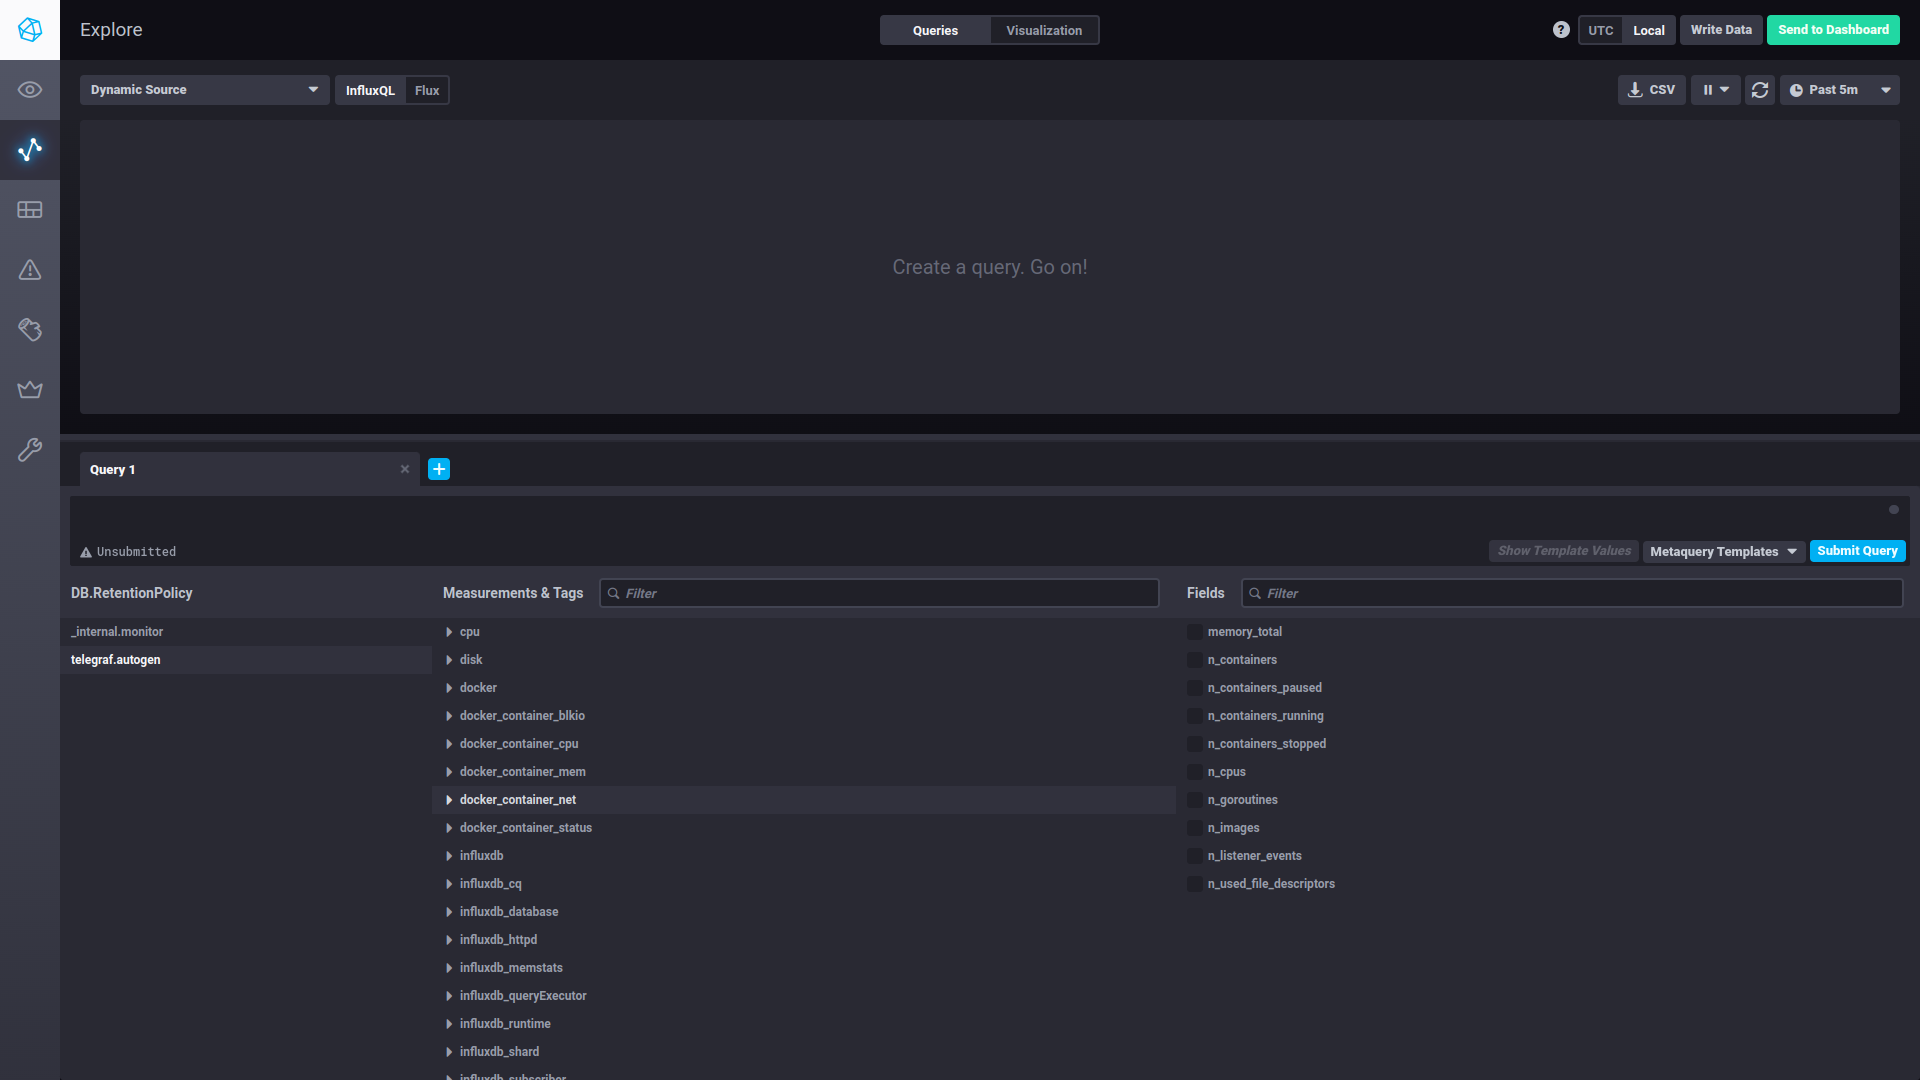 Explore
Queries
Visualization
?
UTC
Local
Write Data
Send to Dashboard
Dynamic Source
InfluxQL
Flux
CSV
Past 5m
Create a query. Go on!
Query 1
Unsubmitted
Show Template Values
Metaquery Templates
Submit Query
DB.RetentionPolicy
_internal.monitor
telegraf.autogen
Measurements & Tags
Filter
cpu
disk
docker
docker_container_blkio
docker_container_cpu
docker_container_mem
docker_container_net
docker_container_status
influxdb
influxdb_cq
influxdb_database
influxdb_httpd
influxdb_memstats
influxdb_queryExecutor
influxdb_runtime
influxdb_shard
influxdb_subscriber
Fields
Filter
memory_total
n_containers
n_containers_paused
n_containers_running
n_containers_stopped
n_cpus
n_goroutines
n_images
n_listener_events
n_used_file_descriptors